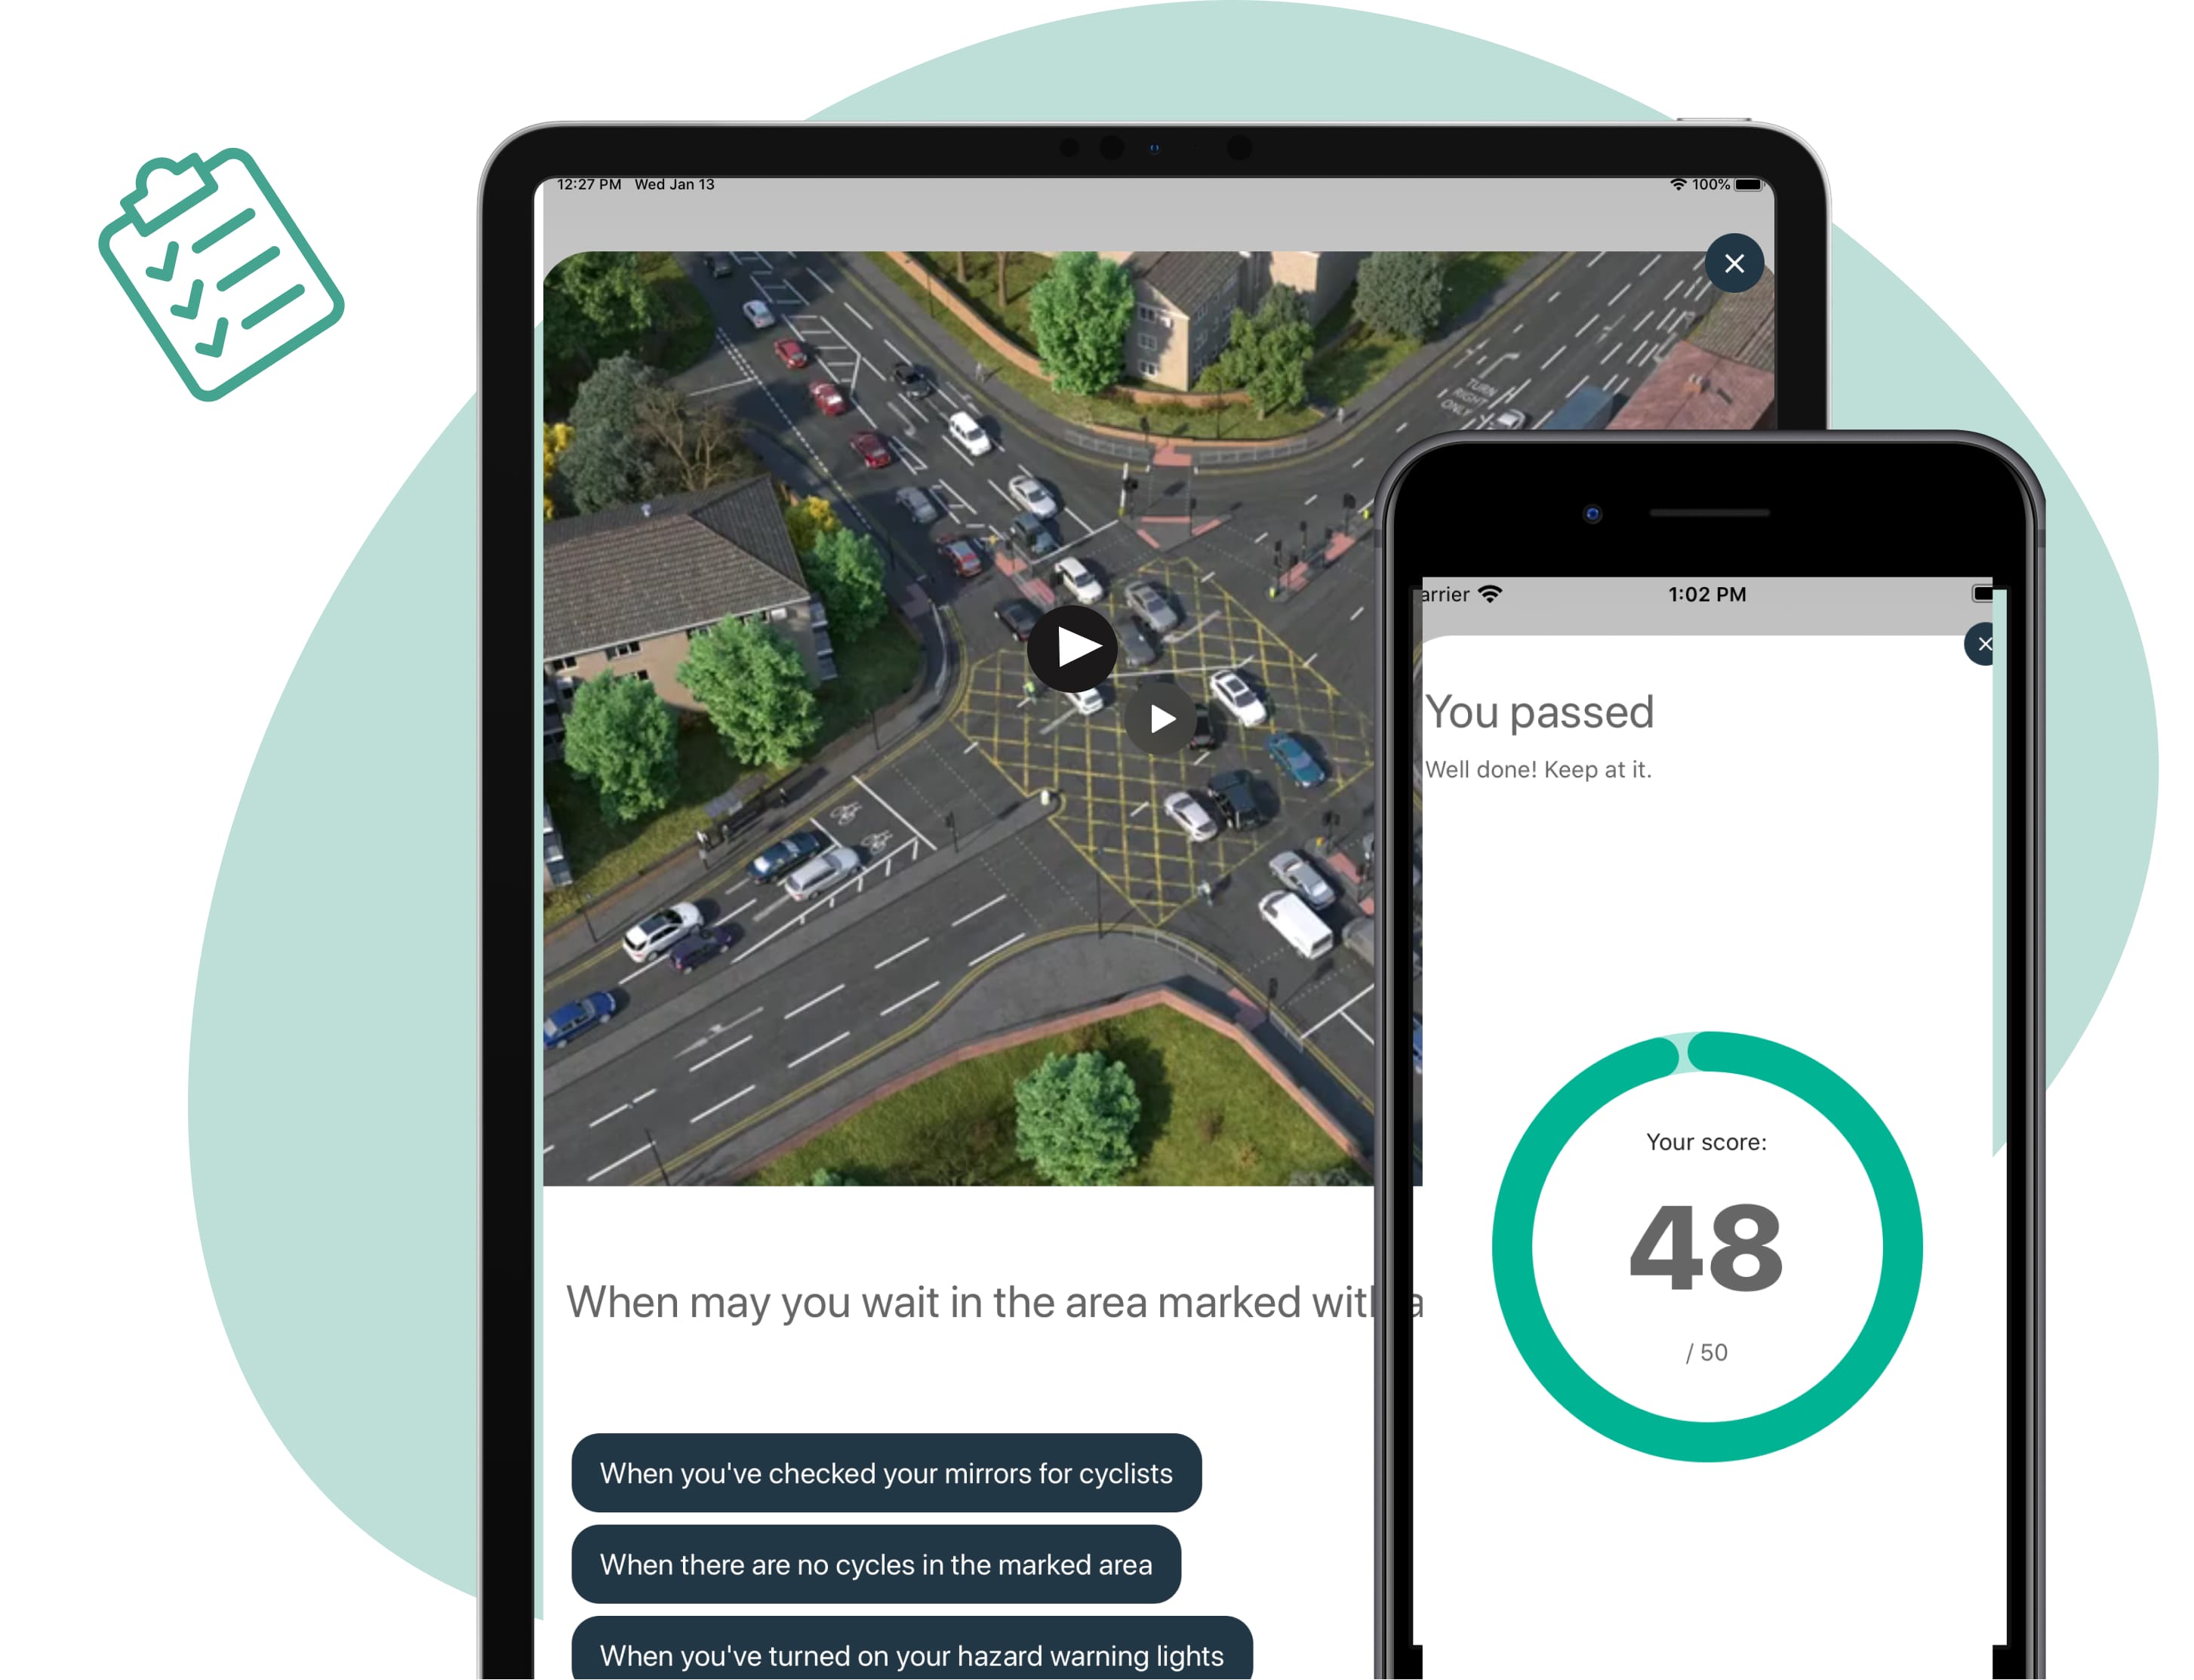 12:27 PM Wed Jan 13
100%
TURN
RIGHT
ONLY
arrier
1:02 PM
You passed
Well done! Keep at it.
Your score:
48
/ 50
When may you wait in the area marked with a
When you've checked your mirrors for cyclists
When there are no cycles in the marked area
When you've turned on your hazard warning lights